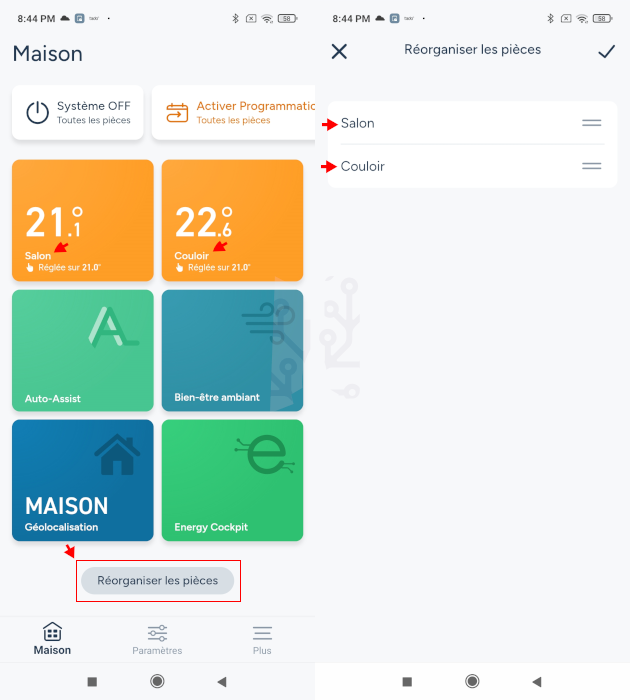 8:44 PM
58
Maison
Système OFF
Toutes les pièces
Activer Programmatio
Toutes les pièces
21.1°
Salon
Réglée sur 21.0°
22.6°
Couloir
Réglée sur 21.0°
Auto-Assist
Bien-être ambiant
MAISON
Géolocalisation
Energy Cockpit
Réorganiser les pièces
Maison
Paramètres
Plus
8:44 PM
58
Réorganiser les pièces
Salon
Couloir